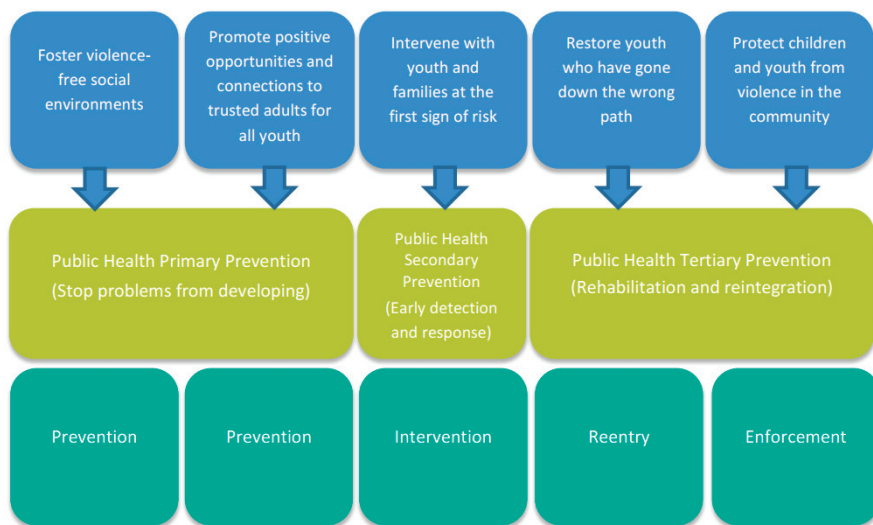 Foster violence-
free social
environments
Promote positive
opportunities and
connections to
trusted adults for
all youth
Intervene with
youth and
families at the
first sign of risk
Restore youth
who have gone
down the wrong
path
Protect children
and youth from
violence in the
community
Public Health Primary Prevention
(Stop problems from developing)
Public Health
Secondary
Prevention
(Early detection
and response)
Public Health Tertiary Prevention
(Rehabilitation and reintegration)
Prevention
Prevention
Intervention
Reentry
Enforcement